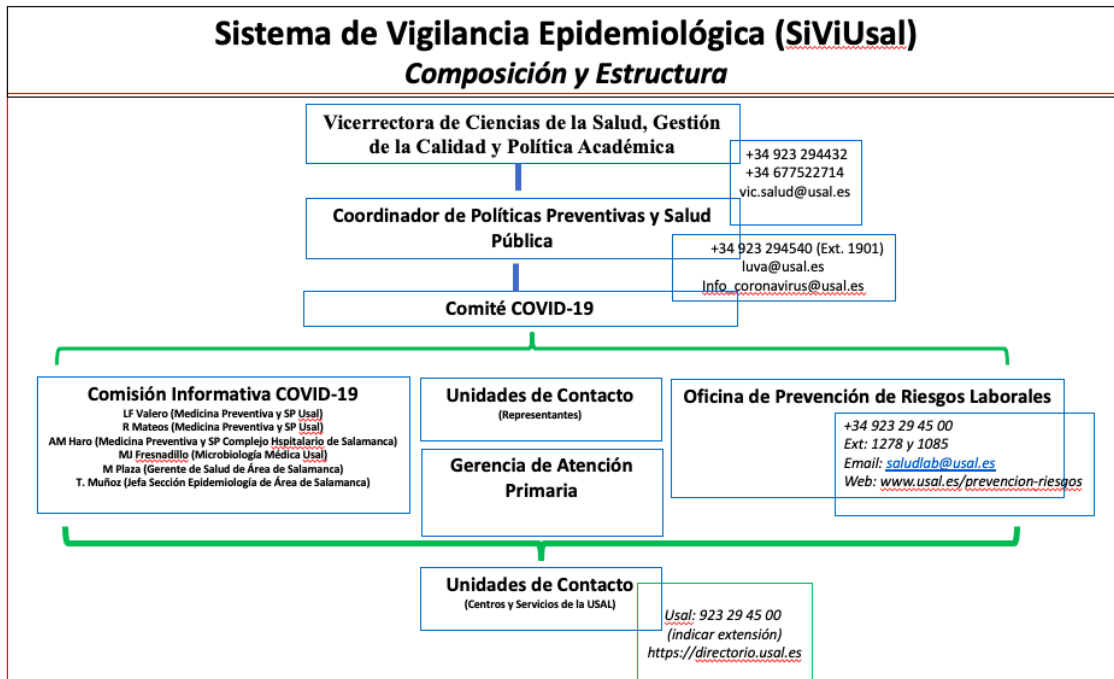 Sistema de Vigilancia Epidemiológica (SiViUsal)
Composición y Estructura
Vicerrectora de Ciencias de la Salud, Gestión
de la Calidad y Política Académica
+34 923 294432
+34 677522714
vic.salud@usal.es
Coordinador de Políticas Preventivas y Salud
Pública
+34 923 294540 (Ext. 1901)
luva@usal.es
Info_coronavirus@usal.es
Comité COVID-19
Comisión Informativa COVID-19
LF Valero (Medicina Preventiva y SP Usal)
R Mateos (Medicina Preventiva y SP Usal)
AM Haro (Medicina Preventiva y SP Complejo Hspitalario de Salamanca)
MJ Fresnadillo (Microbiología Médica Usal)
M Plaza (Gerente de Salud de Área de Salamanca)
T. Muñoz (Jefa Sección Epidemiología de Área de Salamanca)
Unidades de Contacto
(Representantes)
Gerencia de Atención
Primaria
Oficina de Prevención de Riesgos Laborales
+34 923 29 45 00
Ext: 1278 y 1085
Email: saludlab@usal.es
Web: www.usal.es/prevencion-riesgos
Unidades de Contacto
(Centros y Servicios de la USAL)
Usal: 923 29 45 00
(indicar extensión)
https://directorio.usal.es